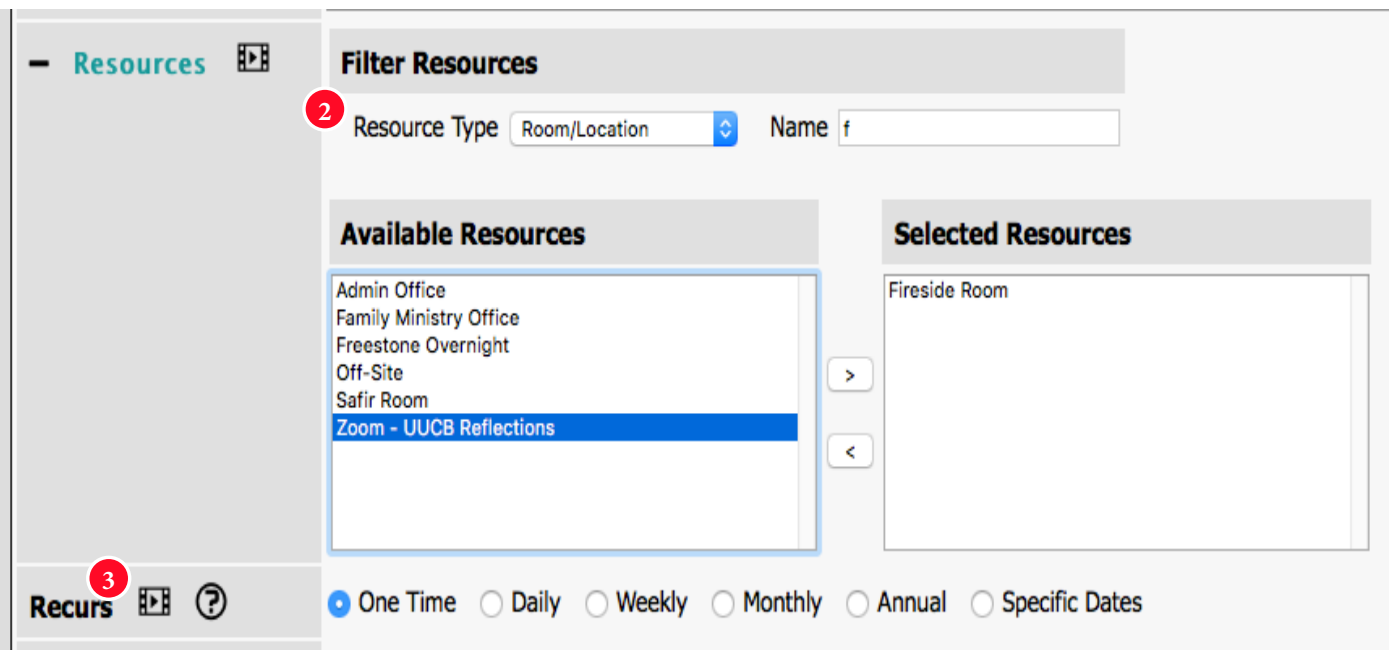 – Resources
Filter Resources
2
Resource Type Room/Location Name f
Available Resources Selected Resources
Admin Office Fireside Room
Family Ministry Office
Freestone Overnight
Off-Site
Safir Room
Zoom - UUCB Reflections
>
<
3
Recurs ? One Time Daily Weekly Monthly Annual Specific Dates